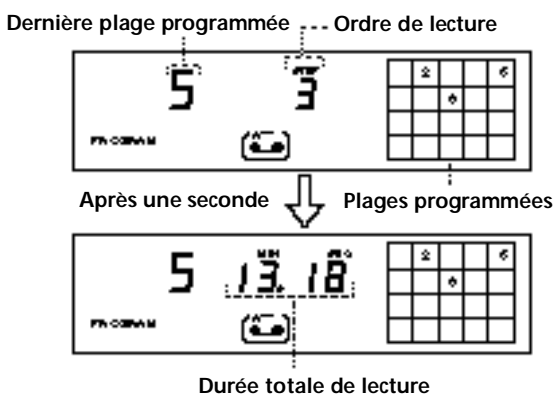 Dernière plage programmée
Ordre de lecture
5 3
PROGRAM
Après une seconde
Plages programmées
5 13. 18
PROGRAM
Durée totale de lecture